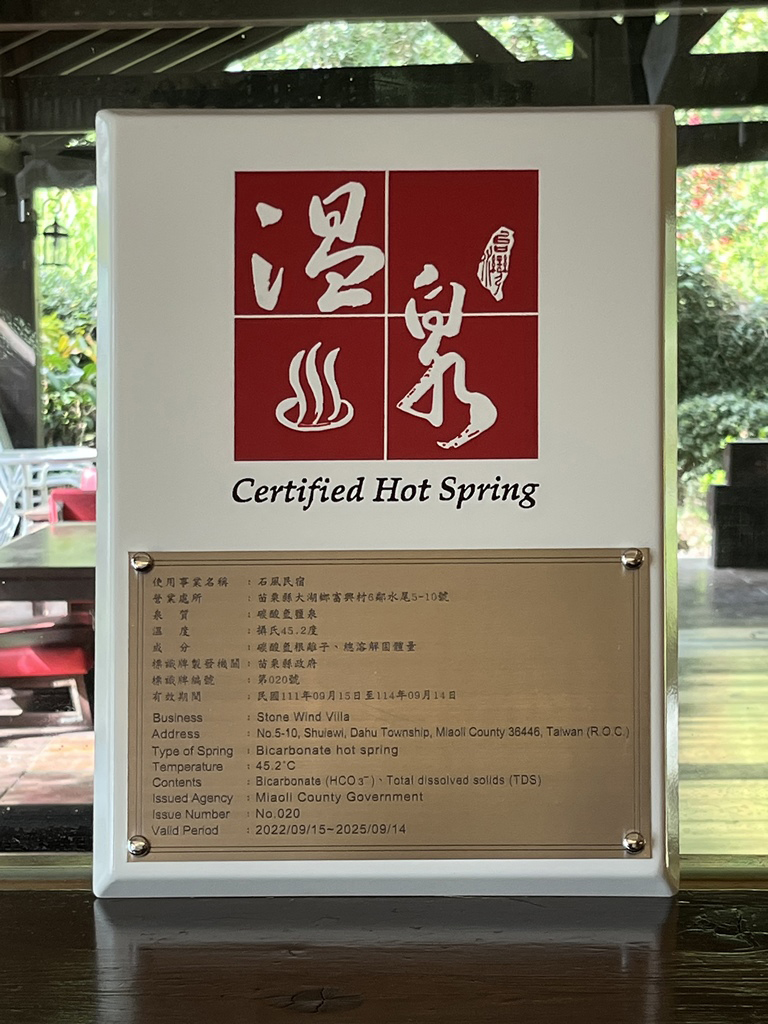 溫泉
台灣
Certified Hot Spring
使用事業名稱 : 石風民宿
營業處所 : 苗栗縣大湖鄉富興村6鄰水尾5-10號
泉 質 : 碳酸氫鹽泉
溫 度 : 攝氏45.2度
成 分 : 碳酸氫根離子、總溶解固體量
標識牌製發機關 : 苗栗縣政府
標識牌編號 : 第020號
有效期間 : 民國111年09月15日至114年09月14日
Business : Stone Wind Villa
Address : No.5-10, Shuiewi, Dahu Township, Miaoli County 36446, Taiwan (R.O.C.)
Type of Spring : Bicarbonate hot spring
Temperature : 45.2°C
Contents : Bicarbonate (HCO₃⁻)、Total dissolved solids (TDS)
Issued Agency : Miaoli County Government
Issue Number : No.020
Valid Period : 2022/09/15~2025/09/14